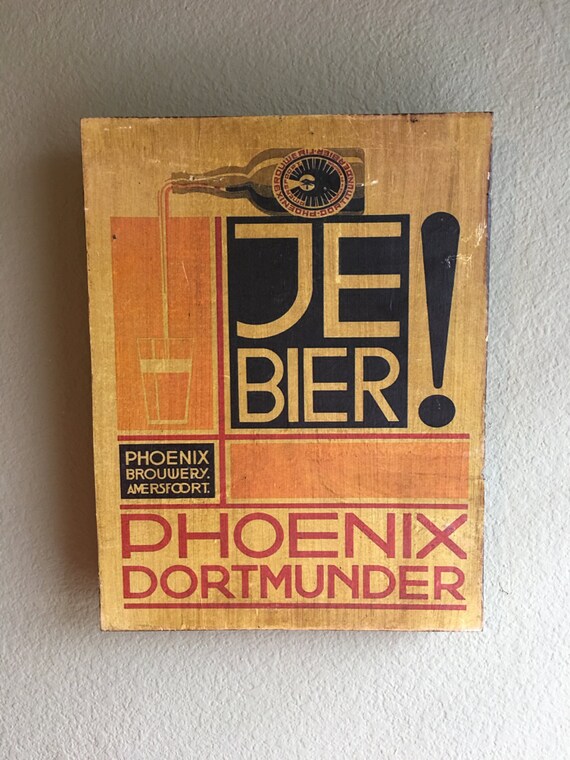 JE
BIER!
PHOENIX
BROUWERY.
AMERSFOORT.
PHOENIX
DORTMUNDER